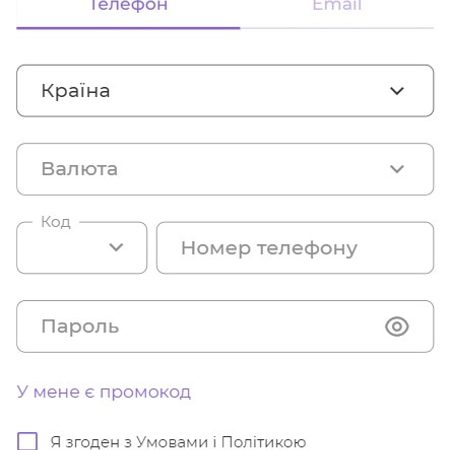 Телефон
Email
Країна
Валюта
Код
Номер телефону
Пароль
У мене є промокод
Я згоден з Умовами і Політикою